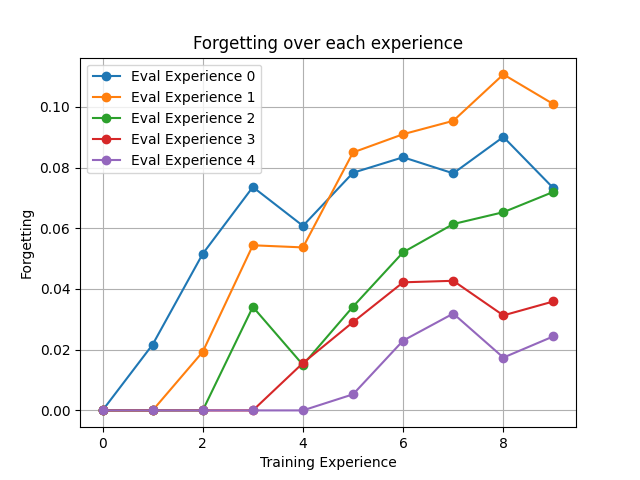 Forgetting over each experience
Eval Experience 0
Eval Experience 1
Eval Experience 2
Eval Experience 3
Eval Experience 4
0.10
0.08
0.06
0.04
0.02
0.00
Forgetting
0 2 4 6 8
Training Experience